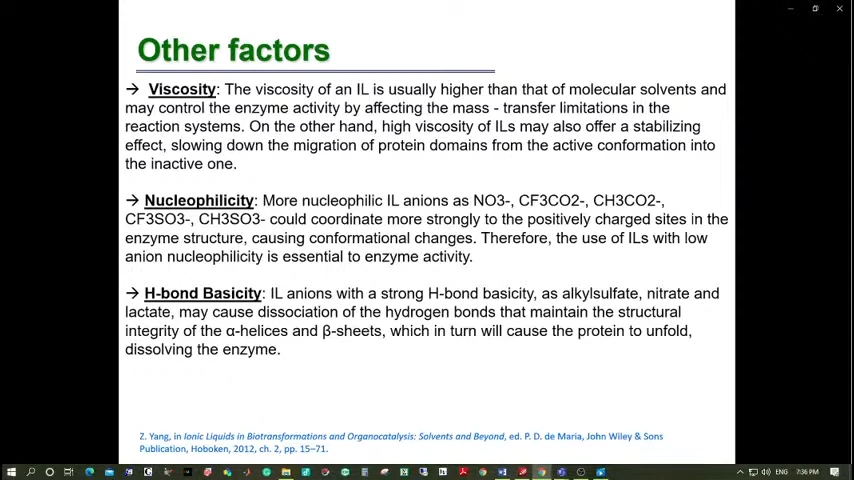 Other factors
→ Viscosity: The viscosity of an IL is usually higher than that of molecular solvents and
may control the enzyme activity by affecting the mass - transfer limitations in the
reaction systems. On the other hand, high viscosity of ILs may also offer a stabilizing
effect, slowing down the migration of protein domains from the active conformation into
the inactive one.
→ Nucleophilicity: More nucleophilic IL anions as NO3-, CF3CO2-, CH3CO2-,
CF3SO3-, CH3SO3- could coordinate more strongly to the positively charged sites in the
enzyme structure, causing conformational changes. Therefore, the use of ILs with low
anion nucleophilicity is essential to enzyme activity.
→ H-bond Basicity: IL anions with a strong H-bond basicity, as alkylsulfate, nitrate and
lactate, may cause dissociation of the hydrogen bonds that maintain the structural
integrity of the α-helices and β-sheets, which in turn will cause the protein to unfold,
dissolving the enzyme.
Z. Yang, in Ionic Liquids in Biotransformations and Organocatalysis: Solvents and Beyond, ed. P. D. de Maria, John Wiley & Sons
Publication, Hoboken, 2012, ch. 2, pp. 15–71.
ENG 7:36 PM